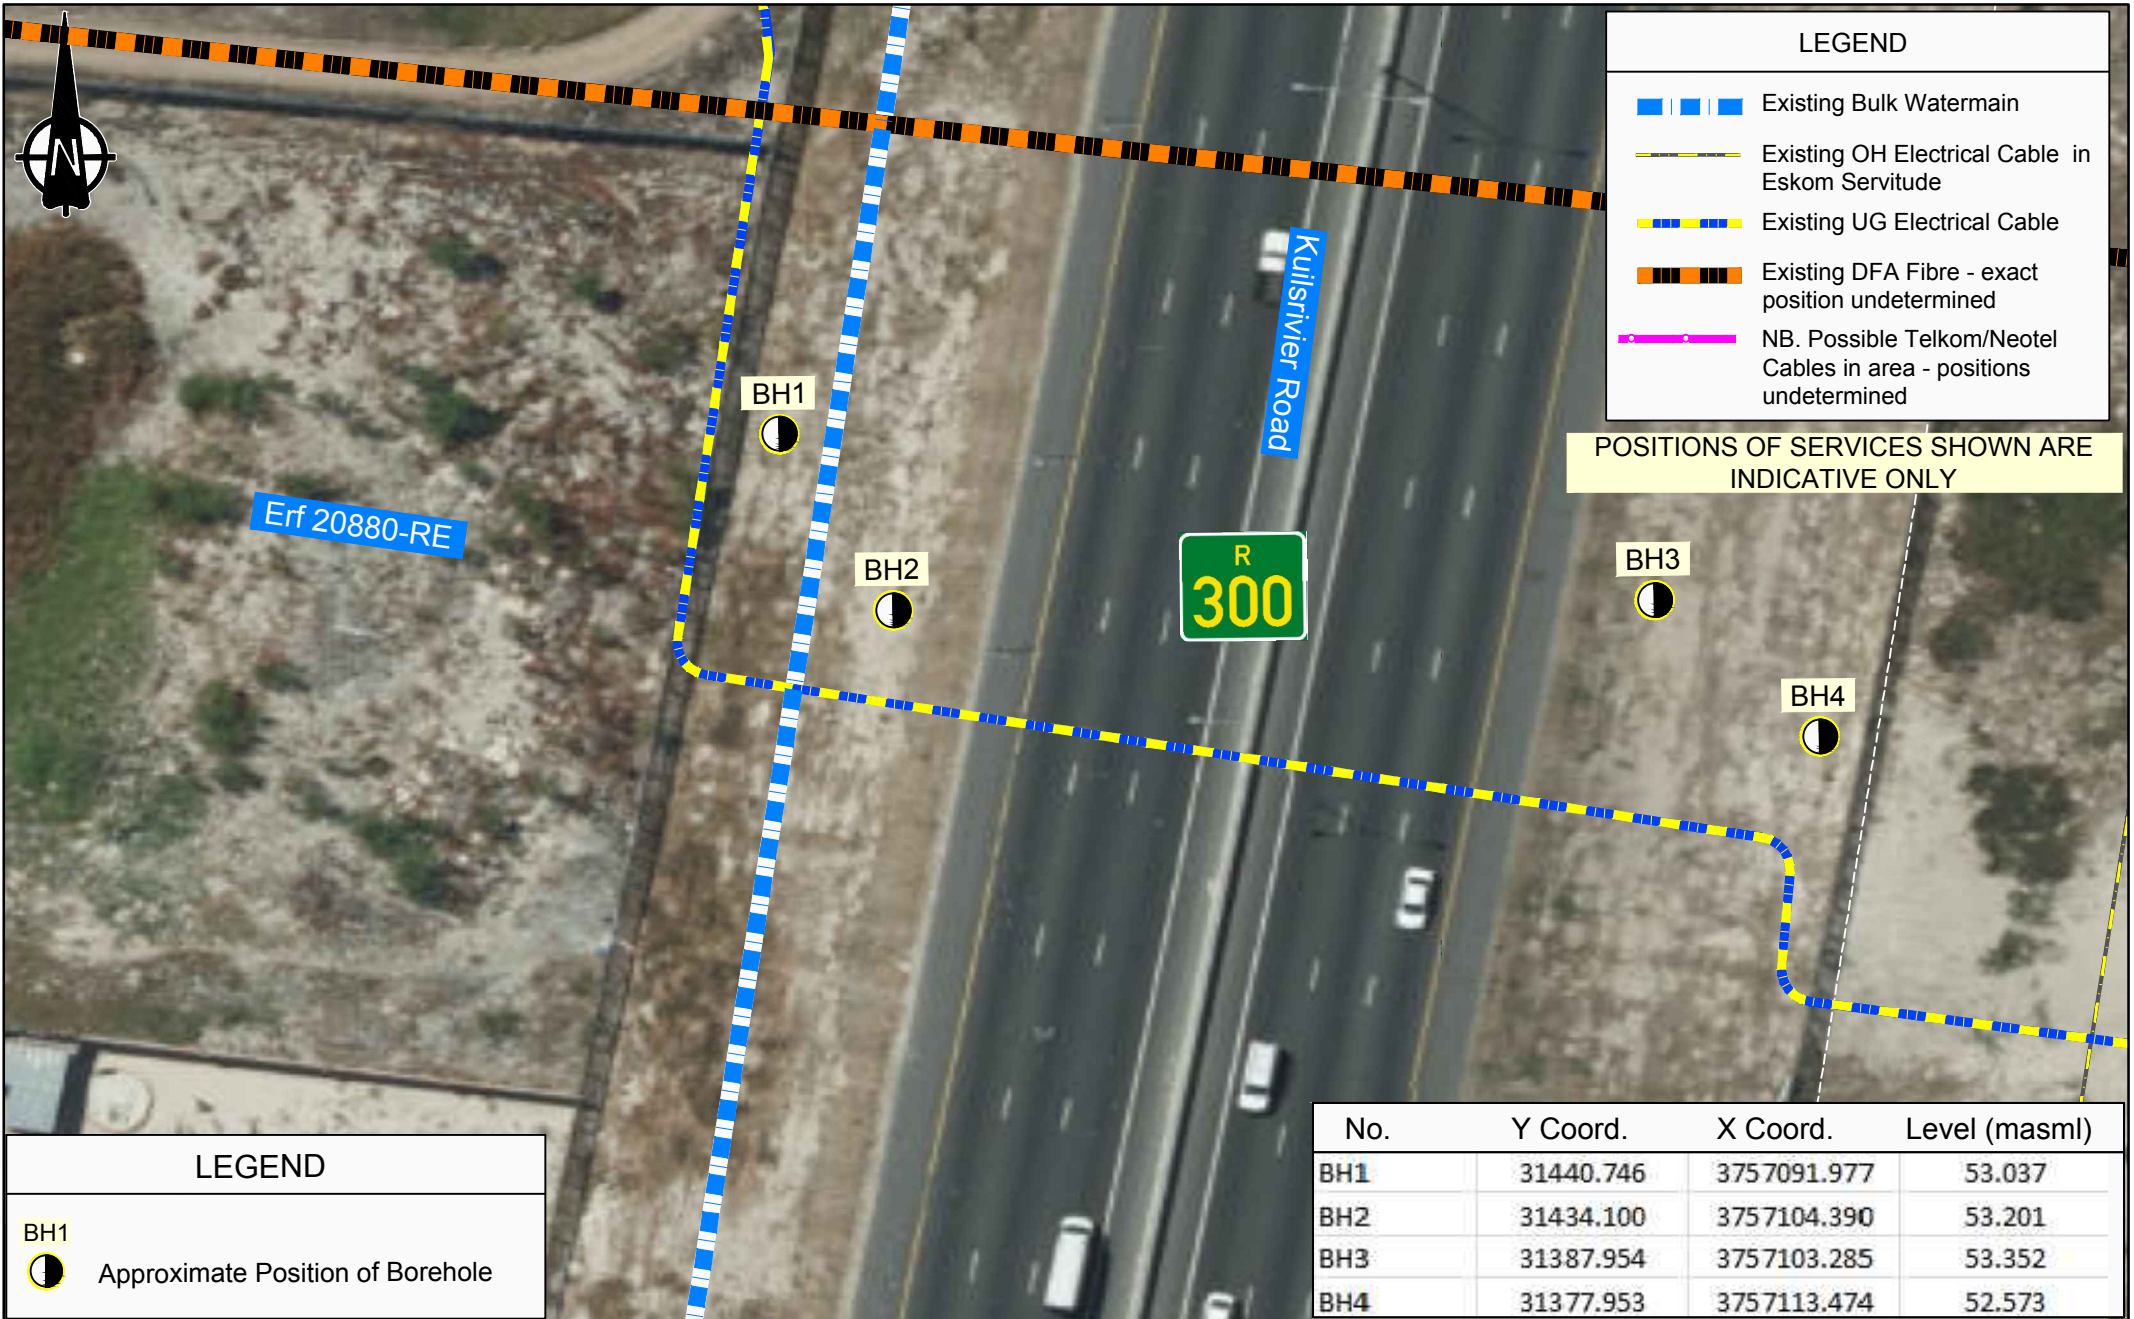 LEGEND
Existing Bulk Watermain
Existing OH Electrical Cable in
Eskom Servitude
Existing UG Electrical Cable
Existing DFA Fibre - exact
position undetermined
NB. Possible Telkom/Neotel
Cables in area - positions
undetermined
POSITIONS OF SERVICES SHOWN ARE
INDICATIVE ONLY
N
Kuilsrivier Road
BH1
Erf 20880-RE
BH2
R
300
BH3
BH4
No. Y Coord. X Coord. Level (masml)
BH1 31440.746 3757091.977 53.037
BH2 31434.100 3757104.390 53.201
BH3 31387.954 3757103.285 53.352
BH4 31377.953 3757113.474 52.573
LEGEND
BH1
Approximate Position of Borehole